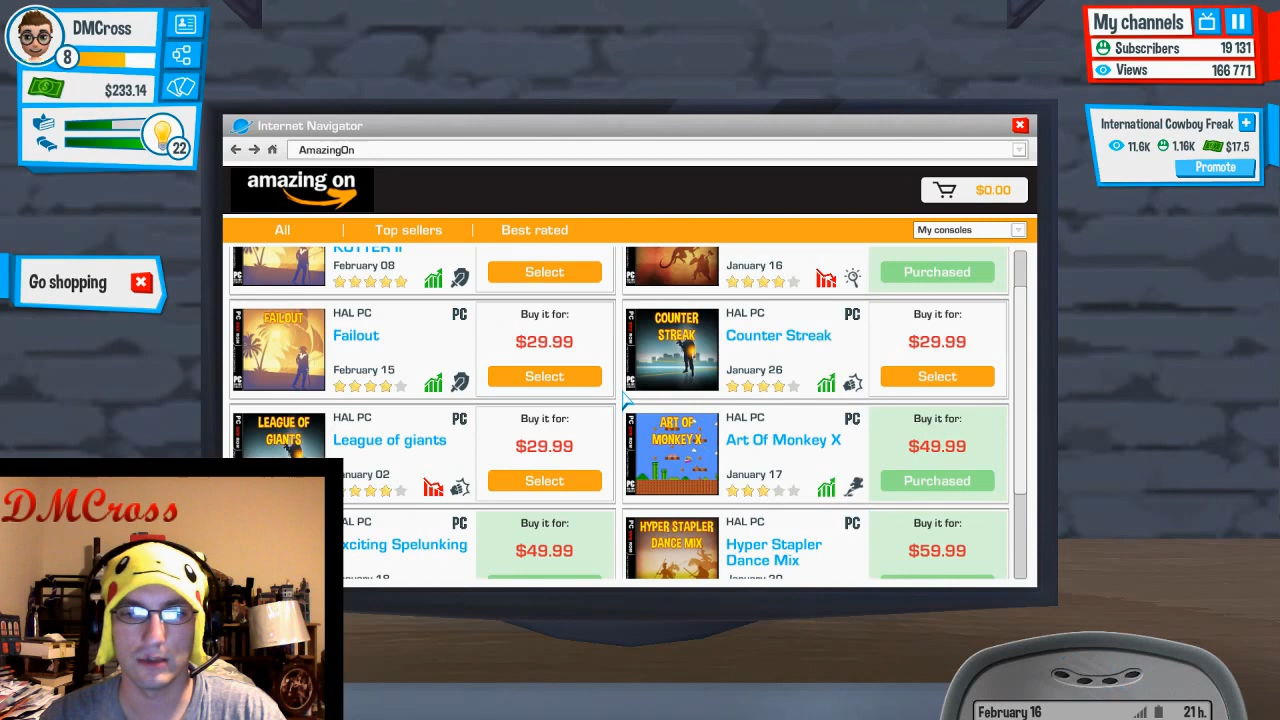 DMCross
8
$233.14
22
My channels
Subscribers 19 131
Views 166 771
International Cowboy Freak
11.6K 1.16K $17.5
Promote
Go shopping
Internet Navigator
AmazingOn
amazing on
$0.00
All
Top sellers
Best rated
My consoles
February 08
Select
January 16
Purchased
FAILOUT
HAL PC PC
Failout
February 15
Buy it for:
$29.99
Select
COUNTER
STREAK
HAL PC PC
Counter Streak
January 26
Buy it for:
$29.99
Select
LEAGUE OF
GIANTS
HAL PC PC
League of giants
anuary 02
Buy it for:
$29.99
Select
ART OF
MONKEY X
HAL PC PC
Art Of Monkey X
January 17
Buy it for:
$49.99
Purchased
AL PC PC
xciting Spelunking
Buy it for:
$49.99
HYPER STAPLER
DANCE MIX
HAL PC PC
Hyper Stapler
Dance Mix
Buy it for:
$59.99
DMCross
February 16 21 h.